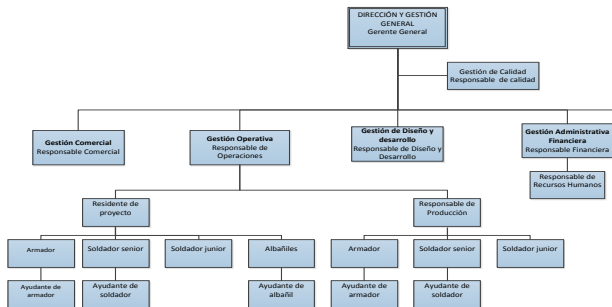 DIRECCIÓN Y GESTIÓN
GENERAL
Gerente General
Gestión de Calidad
Responsable de calidad
Gestión Comercial
Responsable Comercial
Gestión Operativa
Responsable de
Operaciones
Gestión de Diseño y
desarrollo
Responsable de Diseño y
Desarrollo
Gestión Administrativa
Financiera
Responsable Financiera
Responsable de
Recursos Humanos
Residente de
proyecto
Responsable de
Producción
Armador
Soldador senior
Soldador junior
Albañiles
Armador
Soldador senior
Soldador junior
Ayudante de
armador
Ayudante de
soldador
Ayudante de
albañil
Ayudante de
armador
Ayudante de
soldador